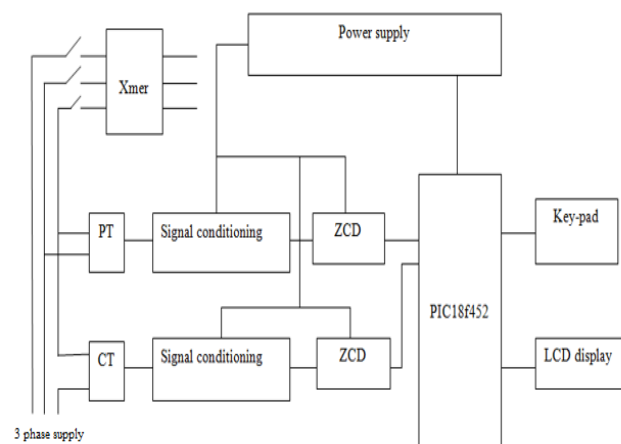 Power supply
Xmer
PT
Signal conditioning
ZCD
Key-pad
PIC18f452
CT
Signal conditioning
ZCD
LCD display
3 phase supply